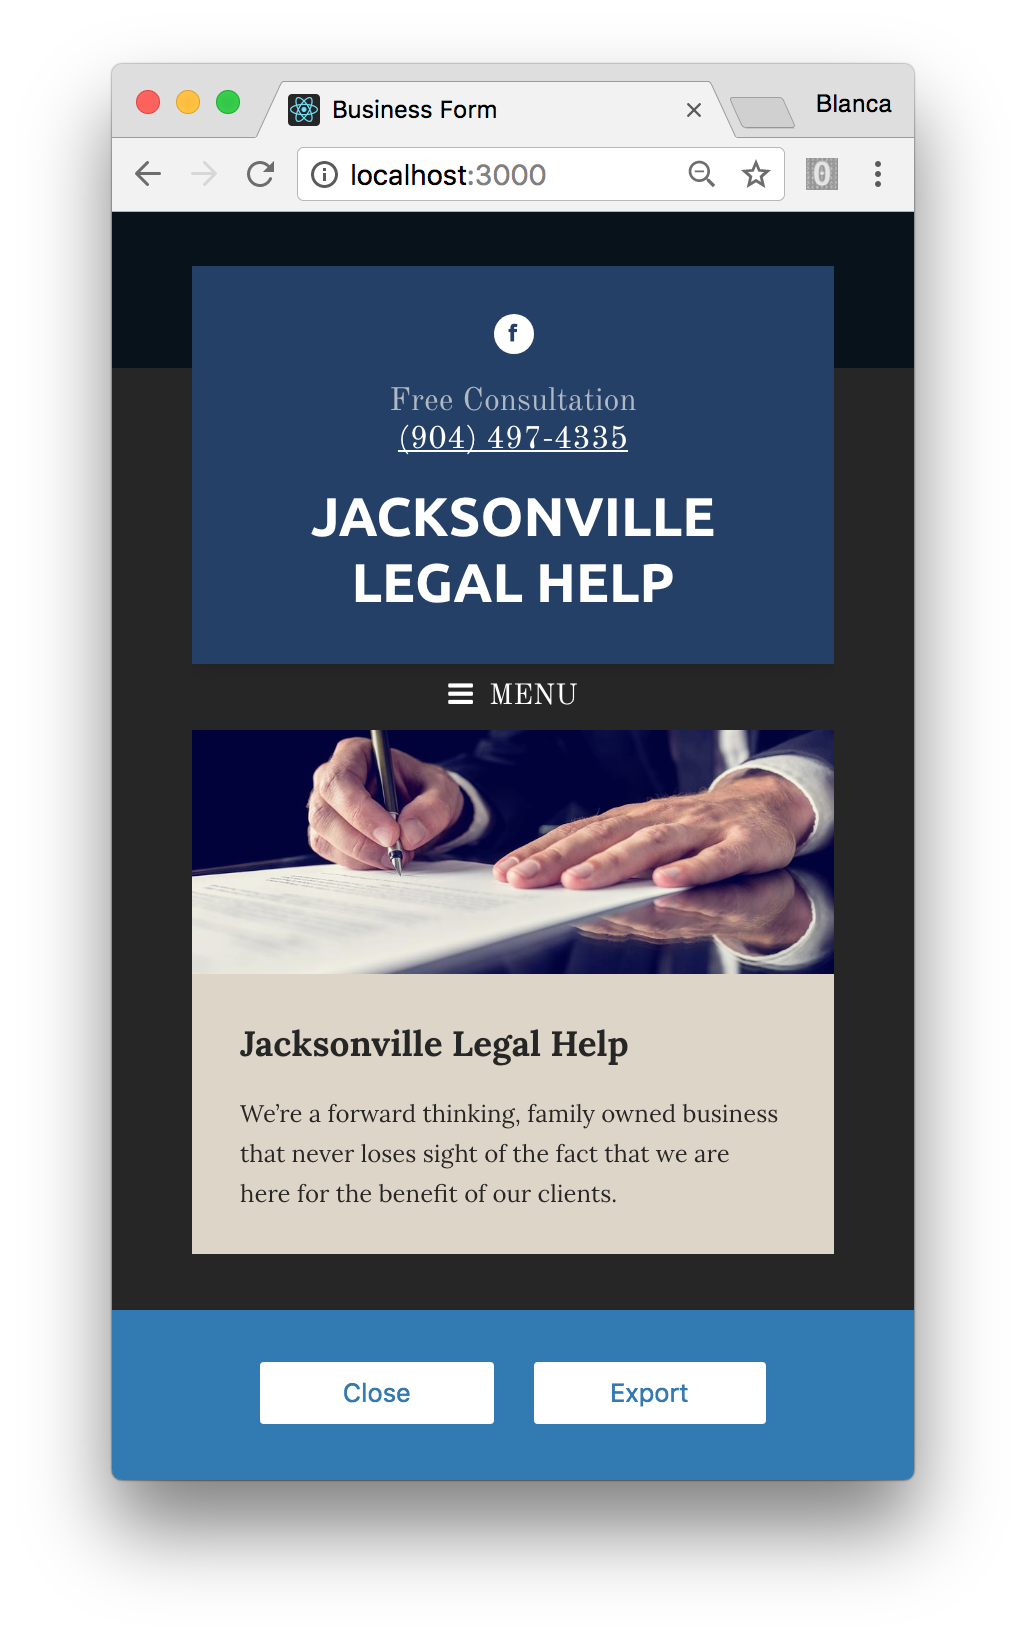 Business Form
Blanca
localhost:3000
f
Free Consultation
(904) 497-4335
JACKSONVILLE
LEGAL HELP
MENU
Jacksonville Legal Help
We’re a forward thinking, family owned business
that never loses sight of the fact that we are
here for the benefit of our clients.
Close
Export